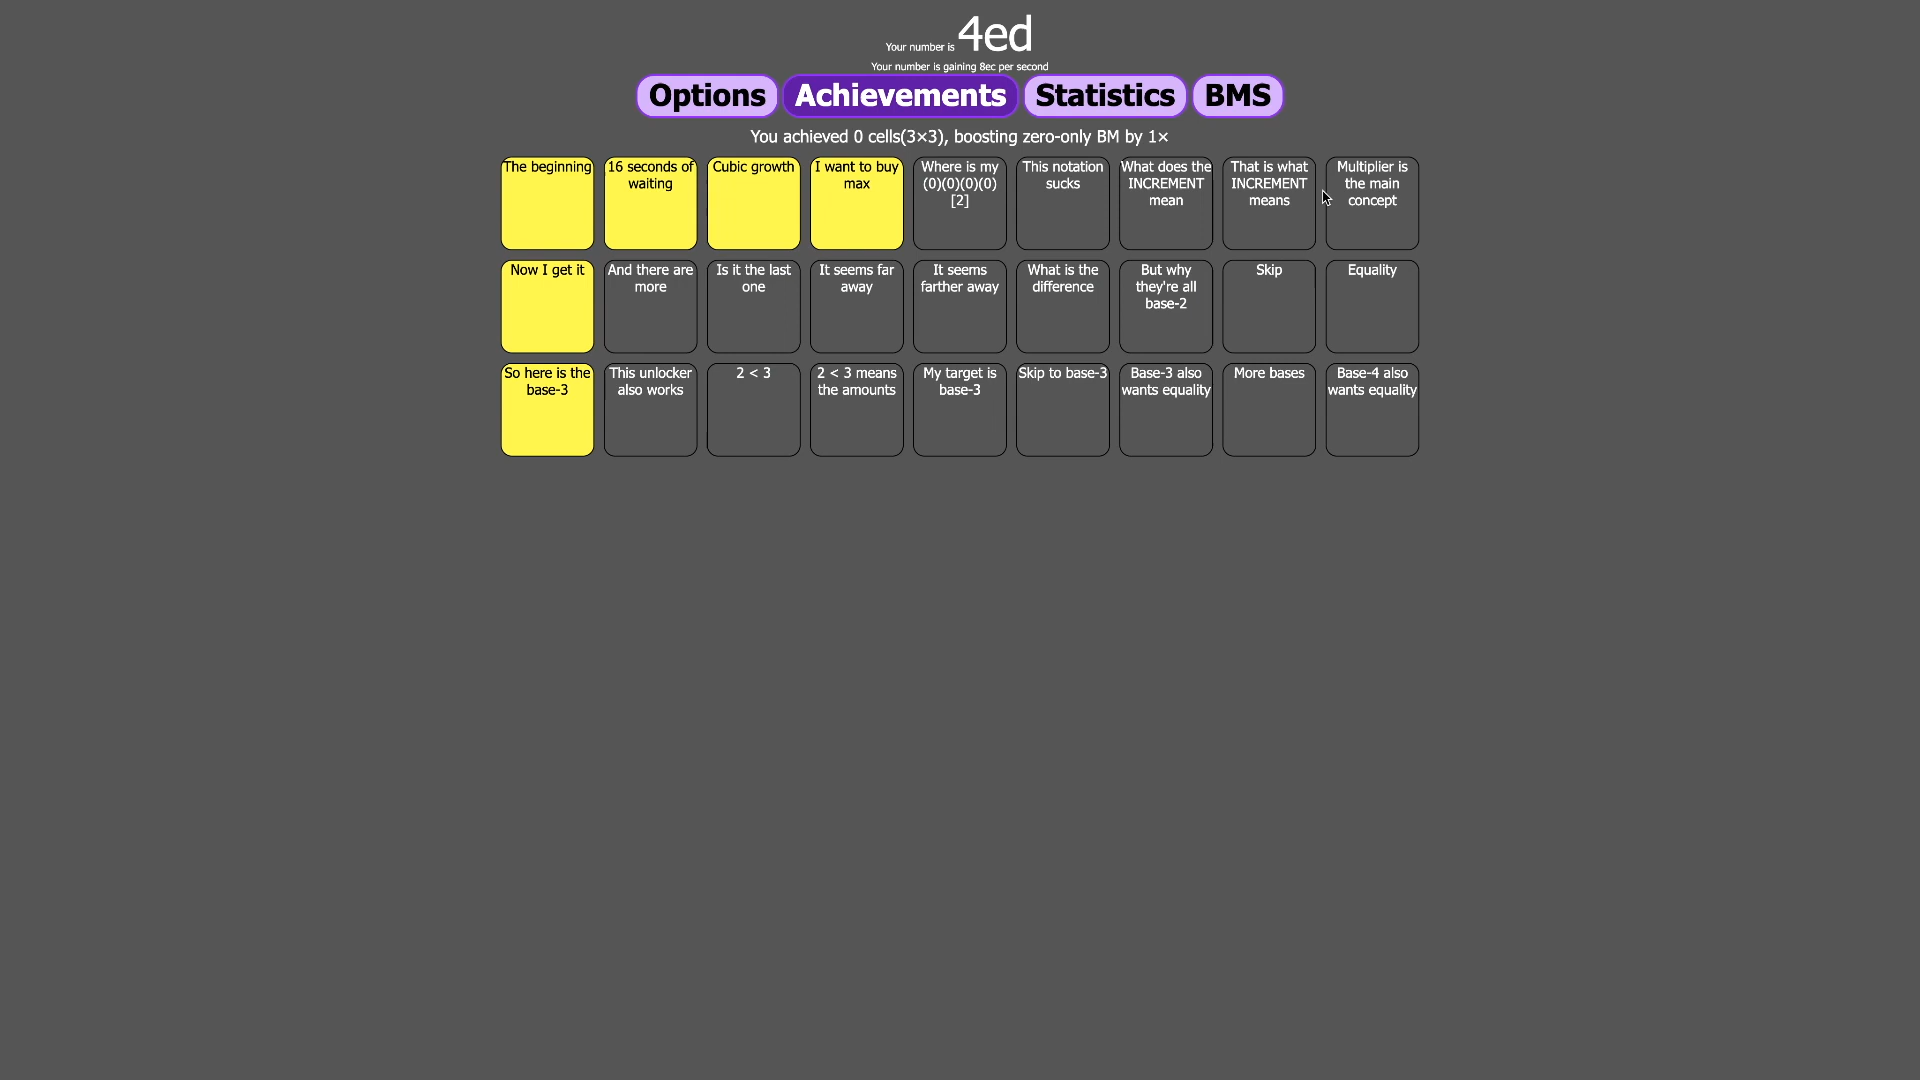 Your number is 4ed
Your number is gaining 8ec per second
Options Achievements Statistics BMS
You achieved 0 cells(3×3), boosting zero-only BM by 1×
The beginning
16 seconds of
waiting
Cubic growth
I want to buy
max
Where is my
(0)(0)(0)(0)
[2]
This notation
sucks
What does the
INCREMENT
mean
That is what
INCREMENT
means
Multiplier is
the main
concept
Now I get it
And there are
more
Is it the last
one
It seems far
away
It seems
farther away
What is the
difference
But why
they're all
base-2
Skip
Equality
So here is the
base-3
This unlocker
also works
2 < 3
2 < 3 means
the amounts
My target is
base-3
Skip to base-3
Base-3 also
wants equality
More bases
Base-4 also
wants equality